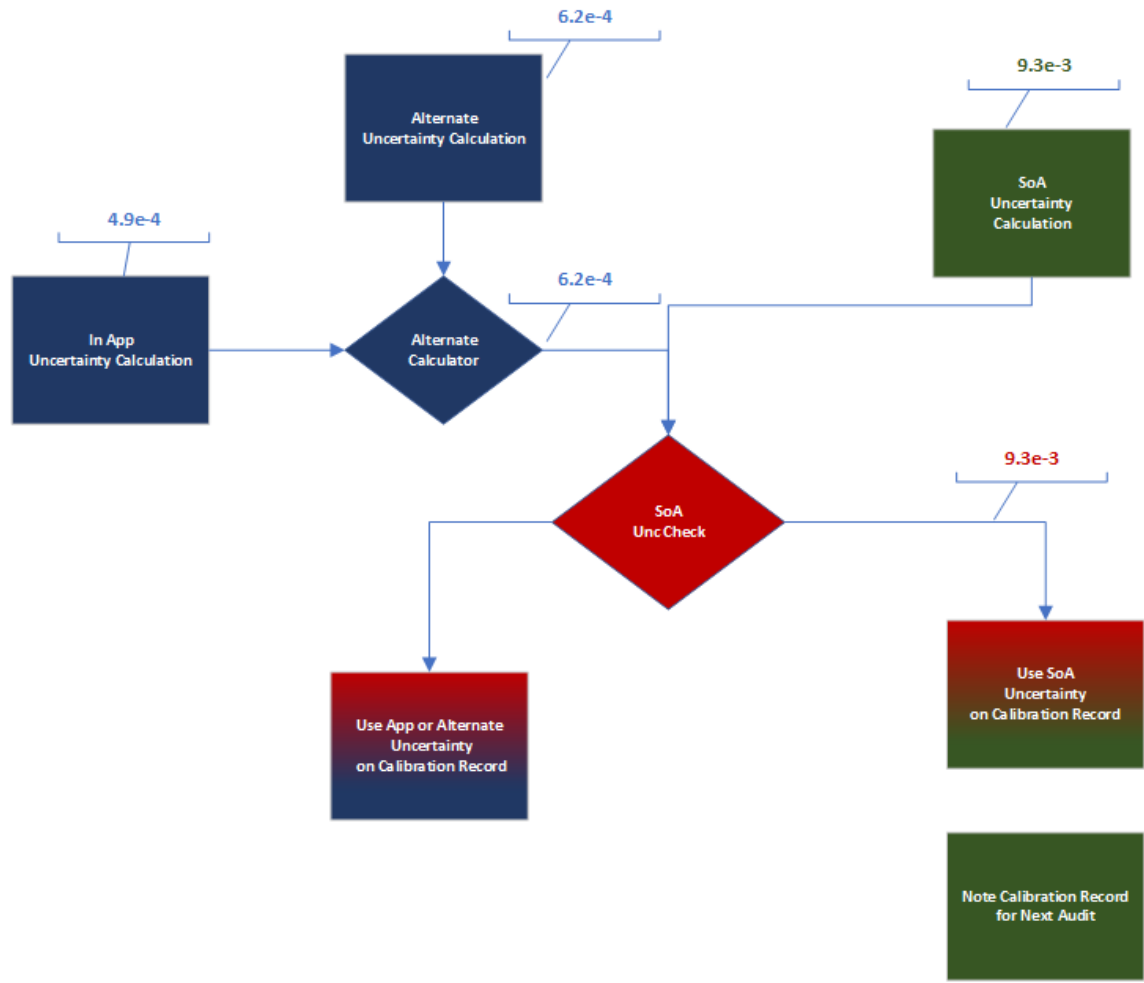 6.2e-4
Alternate
Uncertainty Calculation
9.3e-3
SoA
Uncertainty
Calculation
4.9e-4
In App
Uncertainty Calculation
6.2e-4
Alternate
Calculator
SoA
Unc Check
9.3e-3
Use App or Alternate
Uncertainty
on Calibration Record
Use SoA
Uncertainty
on Calibration Record
Note Calibration Record
for Next Audit